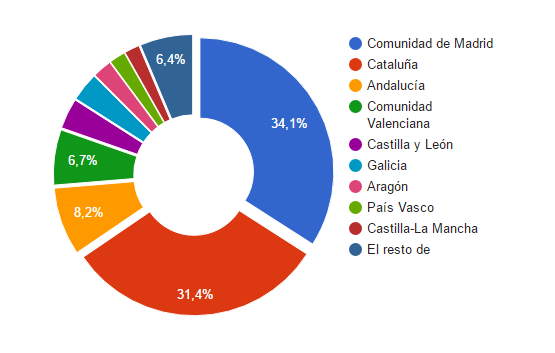 6,4%
34,1%
6,7%
8,2%
31,4%
Comunidad de Madrid
Cataluña
Andalucía
Comunidad
Valenciana
Castilla y León
Galicia
Aragón
País Vasco
Castilla-La Mancha
El resto de